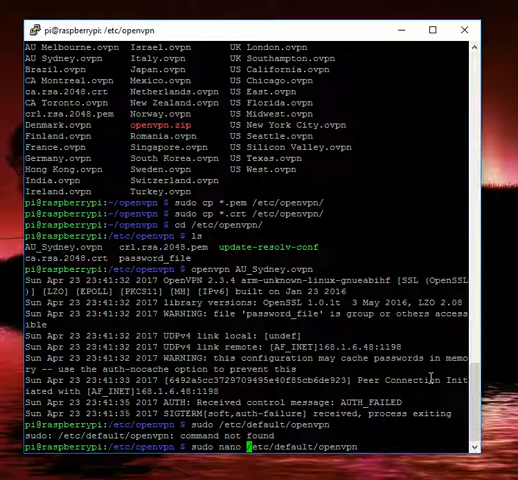 pi@raspberrypi: /etc/openvpn
AU Melbourne.ovpn Israel.ovpn UK London.ovpn
AU Sydney.ovpn Italy.ovpn UK Southampton.ovpn
Brazil.ovpn Japan.ovpn US California.ovpn
CA Montreal.ovpn Mexico.ovpn US Chicago.ovpn
ca.rsa.2048.crt Netherlands.ovpn US East.ovpn
CA Toronto.ovpn New Zealand.ovpn US Florida.ovpn
crl.rsa.2048.pem Norway.ovpn US Midwest.ovpn
Denmark.ovpn openvpn.zip US New York City.ovpn
Finland.ovpn Romania.ovpn US Seattle.ovpn
France.ovpn Singapore.ovpn US Silicon Valley.ovpn
Germany.ovpn South Korea.ovpn US Texas.ovpn
Hong Kong.ovpn Sweden.ovpn US West.ovpn
India.ovpn Switzerland.ovpn
Ireland.ovpn Turkey.ovpn
pi@raspberrypi:~/openvpn $ sudo cp *.pem /etc/openvpn/
pi@raspberrypi:~/openvpn $ sudo cp *.crt /etc/openvpn/
pi@raspberrypi:~/openvpn $ cd /etc/openvpn/
pi@raspberrypi:/etc/openvpn $ ls
AU_Sydney.ovpn crl.rsa.2048.pem update-resolv-conf
ca.rsa.2048.crt password_file
pi@raspberrypi:/etc/openvpn $ openvpn AU_Sydney.ovpn
Sun Apr 23 23:41:32 2017 OpenVPN 2.3.4 arm-unknown-linux-gnueabihf [SSL (OpenSSL
)] [LZO] [EPOLL] [PKCS11] [MH] [IPv6] built on Jan 23 2016
Sun Apr 23 23:41:32 2017 library versions: OpenSSL 1.0.1t 3 May 2016, LZO 2.08
Sun Apr 23 23:41:32 2017 WARNING: file 'password_file' is group or others access
ible
Sun Apr 23 23:41:32 2017 UDPv4 link local: [undef]
Sun Apr 23 23:41:32 2017 UDPv4 link remote: [AF_INET]168.1.6.48:1198
Sun Apr 23 23:41:32 2017 WARNING: this configuration may cache passwords in memo
ry -- use the auth-nocache option to prevent this
Sun Apr 23 23:41:33 2017 [6492a5cc3729709495e40f85cb6de923] Peer Connection Init
iated with [AF_INET]168.1.6.48:1198
Sun Apr 23 23:41:35 2017 AUTH: Received control message: AUTH_FAILED
Sun Apr 23 23:41:35 2017 SIGTERM[soft,auth-failure] received, process exiting
pi@raspberrypi:/etc/openvpn $ sudo /etc/default/openvpn
sudo: /etc/default/openvpn: command not found
pi@raspberrypi:/etc/openvpn $ sudo nano /etc/default/openvpn